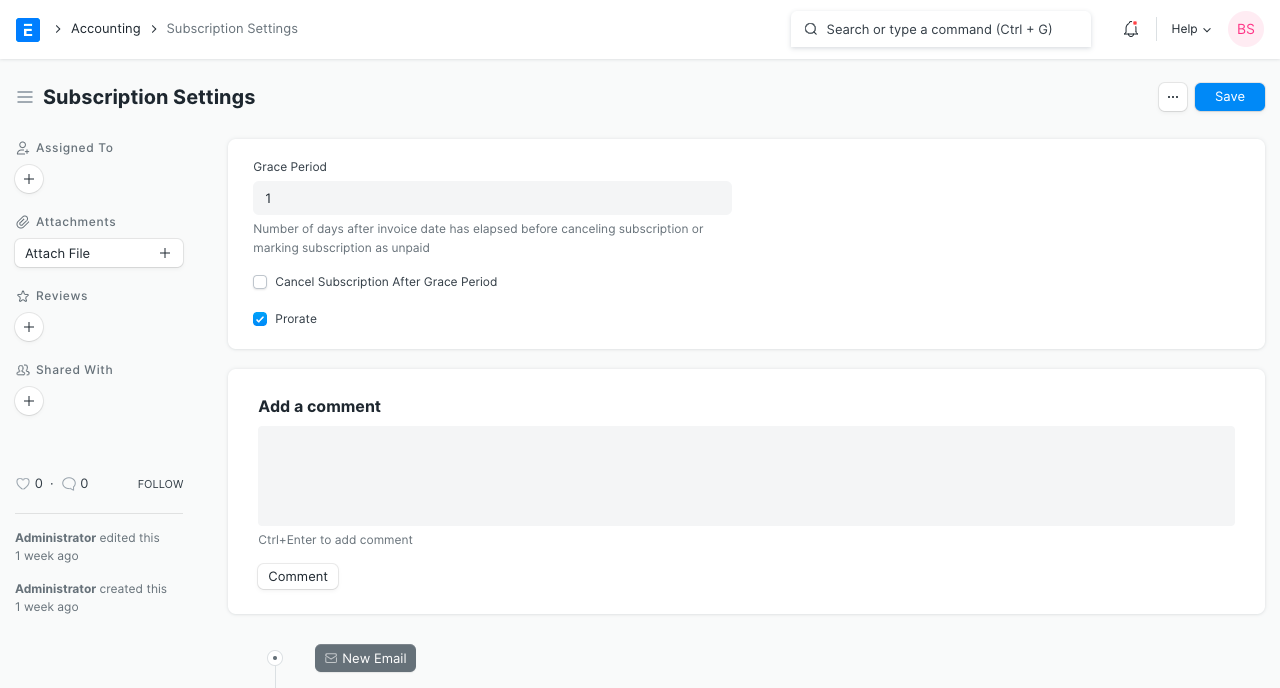 Accounting
Subscription Settings
Search or type a command (Ctrl + G)
Help
BS
Subscription Settings
...
Save
Assigned To
Attachments
Attach File
Reviews
Shared With
0 · 0
FOLLOW
Administrator edited this
1 week ago
Administrator created this
1 week ago
Grace Period
1
Number of days after invoice date has elapsed before canceling subscription or
marking subscription as unpaid
Cancel Subscription After Grace Period
Prorate
Add a comment
Ctrl+Enter to add comment
Comment
New Email